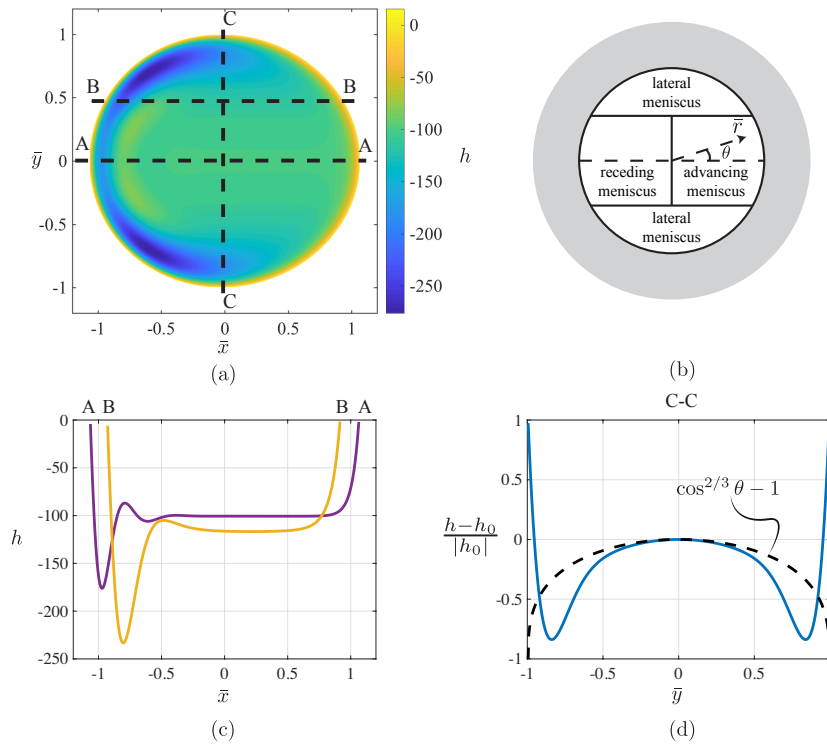 C
1
0.5
0
-0.5
-1
ȳ
B
B
A
A
C
-1
-0.5
0
0.5
1
x̄
(a)
0
-50
-100
-150
-200
-250
h
lateral
meniscus
r̄
θ
receding
meniscus
advancing
meniscus
lateral
meniscus
(b)
A B
B A
0
-50
-100
-150
-200
-250
h
-1
-0.5
0
0.5
1
x̄
(c)
C-C
1
0.5
0
-0.5
-1
h−h₀
|h₀|
cos^{2/3} θ − 1
-1
-0.5
0
0.5
ȳ
(d)